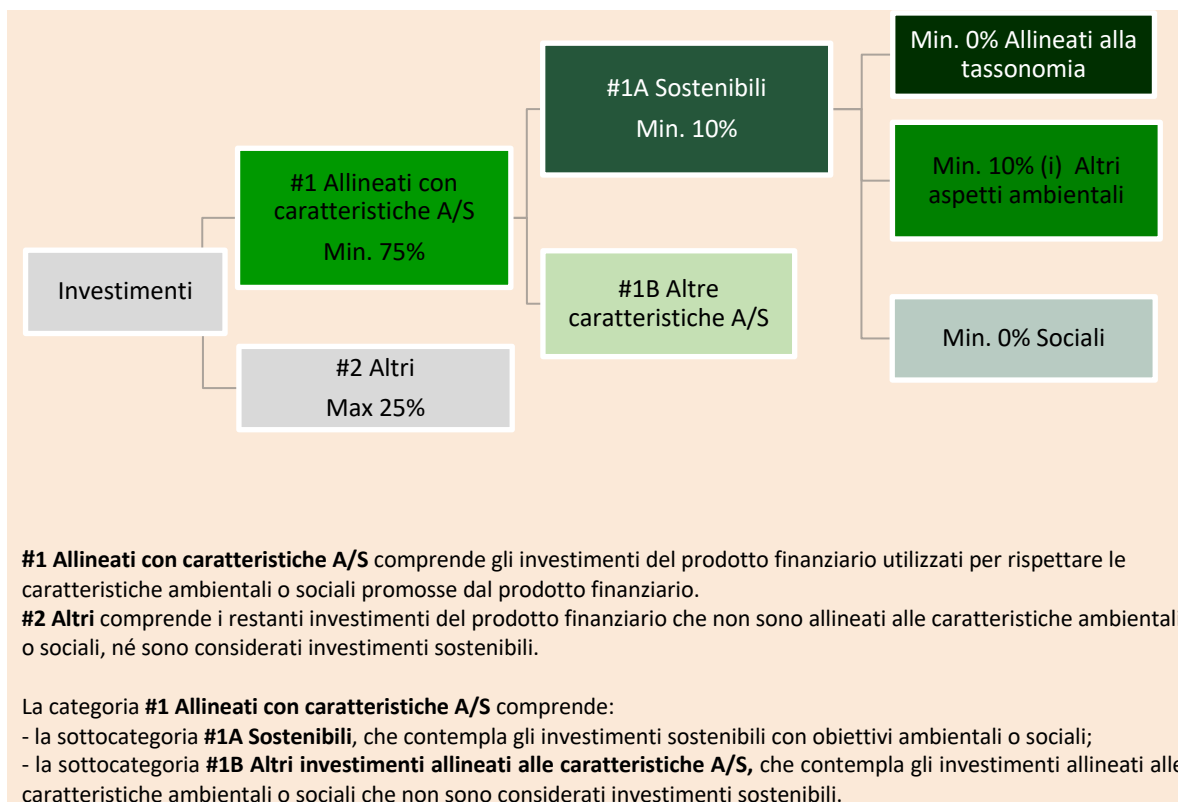 Min. 0% Allineati alla
tassonomia
#1A Sostenibili
Min. 10%
#1 Allineati con
caratteristiche A/S
Min. 75%
Min. 10% (i) Altri
aspetti ambientali
Investimenti
#1B Altre
caratteristiche A/S
Min. 0% Sociali
#2 Altri
Max 25%
#1 Allineati con caratteristiche A/S comprende gli investimenti del prodotto finanziario utilizzati per rispettare le
caratteristiche ambientali o sociali promosse dal prodotto finanziario.
#2 Altri comprende i restanti investimenti del prodotto finanziario che non sono allineati alle caratteristiche ambientali
o sociali, né sono considerati investimenti sostenibili.
La categoria #1 Allineati con caratteristiche A/S comprende:
- la sottocategoria #1A Sostenibili, che contempla gli investimenti sostenibili con obiettivi ambientali o sociali;
- la sottocategoria #1B Altri investimenti allineati alle caratteristiche A/S, che contempla gli investimenti allineati alle
caratteristiche ambientali o sociali che non sono considerati investimenti sostenibili.